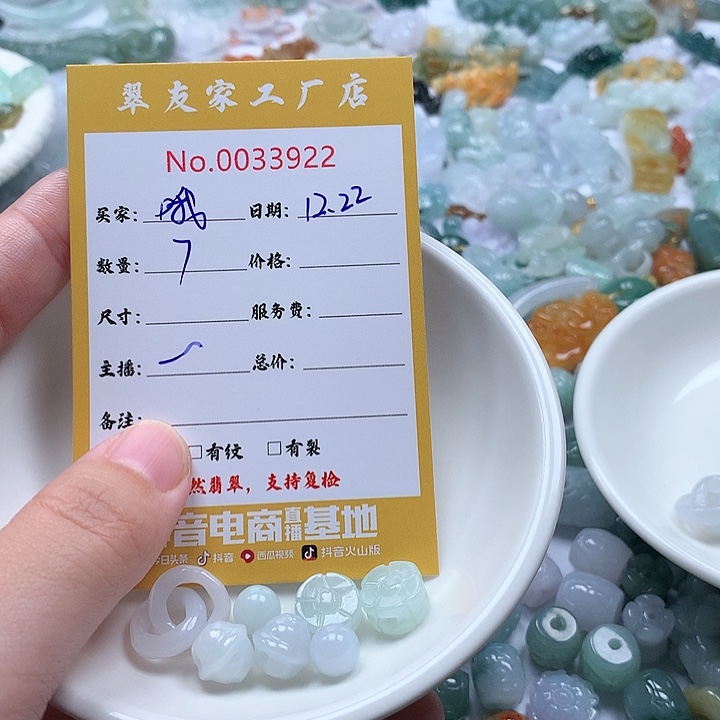 翠友家工厂店
No.0033922
买家：哦 日期：12.22
数量：7 价格：
尺寸： 服务费：
主播： 总价：
备注：
□有纹 □有裂
然翡翠，支持复检
音电商直播基地
今日头条 抖音 西瓜视频 抖音火山版